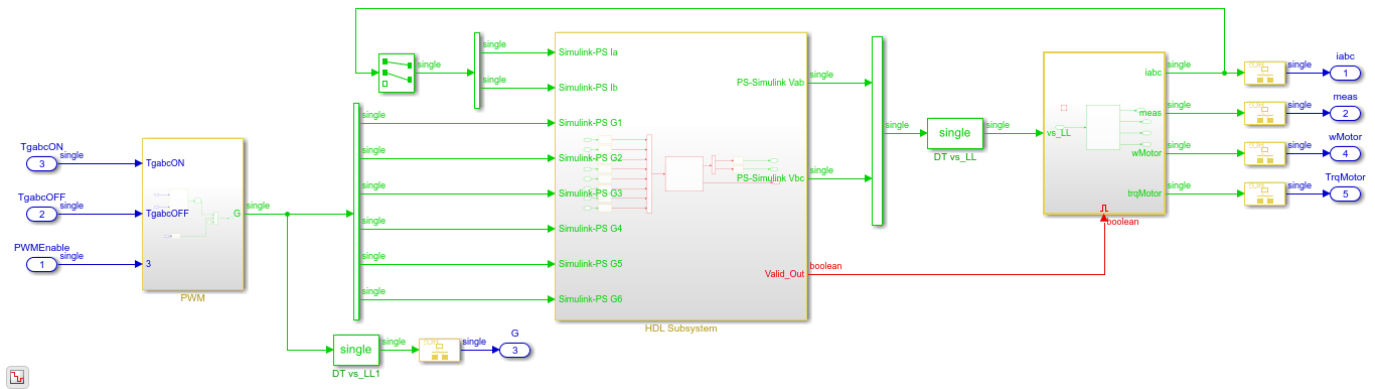 single
iabc
1
single
single
meas
2
single
single
wMotor
4
single
single
TrqMotor
5
single
single
single
Simulink-PS Ia
single
Simulink-PS Ib
single
Simulink-PS G1
single
Simulink-PS G2
single
Simulink-PS G3
single
Simulink-PS G4
single
Simulink-PS G5
single
Simulink-PS G6
PS-Simulink Vab
single
PS-Simulink Vbc
single
Valid_Out
boolean
HDL Subsystem
single
single
DT vs_LL
single
vs_LL
iabc
meas
wMotor
trqMotor
boolean
TgabcON
3
single
TgabcON
TgabcOFF
2
single
TgabcOFF
PWMEnable
1
single
3
G
single
PWM
single
DT vs_LL1
single
single
G
3